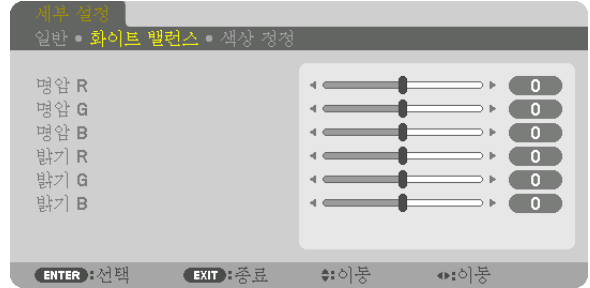 세부 설정
일반 • 화이트 밸런스 • 색상 정정
명암 R 0
명암 G 0
명암 B 0
밝기 R 0
밝기 G 0
밝기 B 0
ENTER:선택 EXIT:종료 :이동 :이동